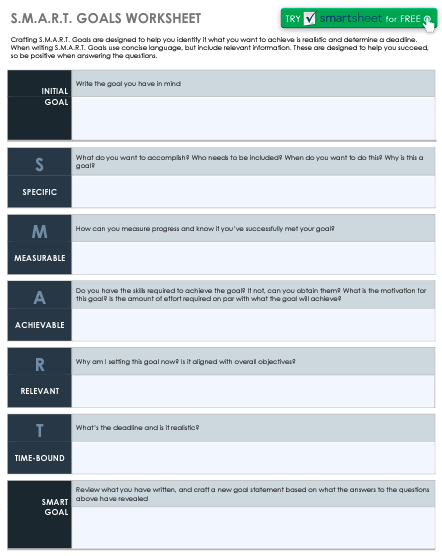 S.M.A.R.T. GOALS WORKSHEET
TRY smartsheet for FREE
Crafting S.M.A.R.T. Goals are designed to help you identify it what you want to achieve is realistic and determine a deadline.
When writing S.M.A.R.T. Goals use concise language, but include relevant information. These are designed to help you succeed,
so be positive when answering the questions.
INITIAL
GOAL
Write the goal you have in mind
S
SPECIFIC
What do you want to accomplish? Who needs to be included? When do you want to do this? Why is this a
goal?
M
MEASURABLE
How can you measure progress and know it you've successfully met your goal?
A
ACHIEVABLE
Do you have the skills required to achieve the goal? It not, can you obtain them? What is the motivation for
this goal? Is the amount of effort required on par with what the goal will achieve?
R
RELEVANT
Why am I setting this goal now? Is it aligned with overall objectives?
T
TIME-BOUND
What's the deadline and is it realistic?
SMART
GOAL
Review what you have written, and craft a new goal statement based on what the answers to the questions
above have revealed